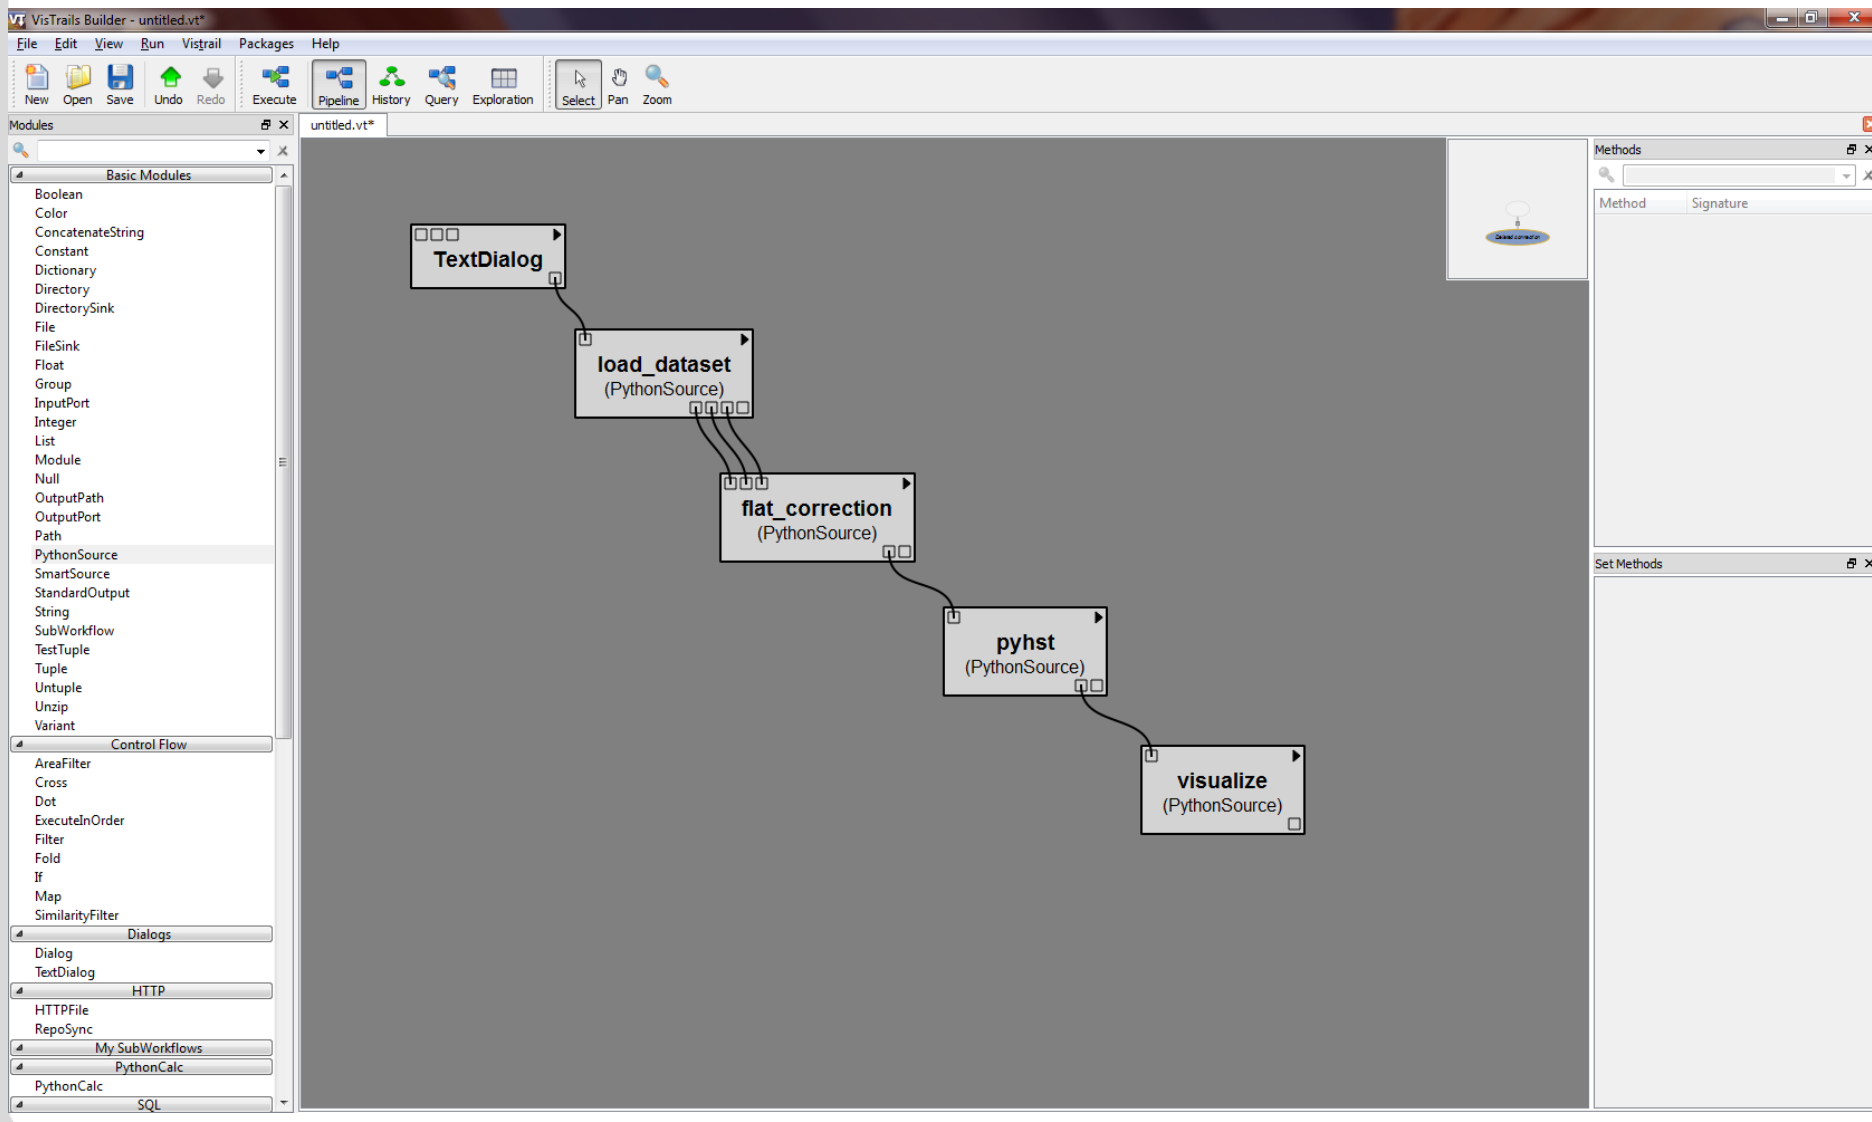 VisTrails Builder - untitled.vt*
File Edit View Run Vistrail Packages Help
New Open Save Undo Redo Execute Pipeline History Query Exploration Select Pan Zoom
Modules
untitled.vt*
Basic Modules
Boolean
Color
ConcatenateString
Constant
Dictionary
Directory
DirectorySink
File
FileSink
Float
Group
InputPort
Integer
List
Module
Null
OutputPath
OutputPort
Path
PythonSource
SmartSource
StandardOutput
String
SubWorkflow
TestTuple
Tuple
Untuple
Unzip
Variant
Control Flow
AreaFilter
Cross
Dot
ExecuteInOrder
Filter
Fold
If
Map
SimilarityFilter
Dialogs
Dialog
TextDialog
HTTP
HTTPFile
RepoSync
My SubWorkflows
PythonCalc
PythonCalc
SQL
TextDialog
load_dataset
(PythonSource)
flat_correction
(PythonSource)
pyhst
(PythonSource)
visualize
(PythonSource)
Deleted connection
Methods
Method Signature
Set Methods